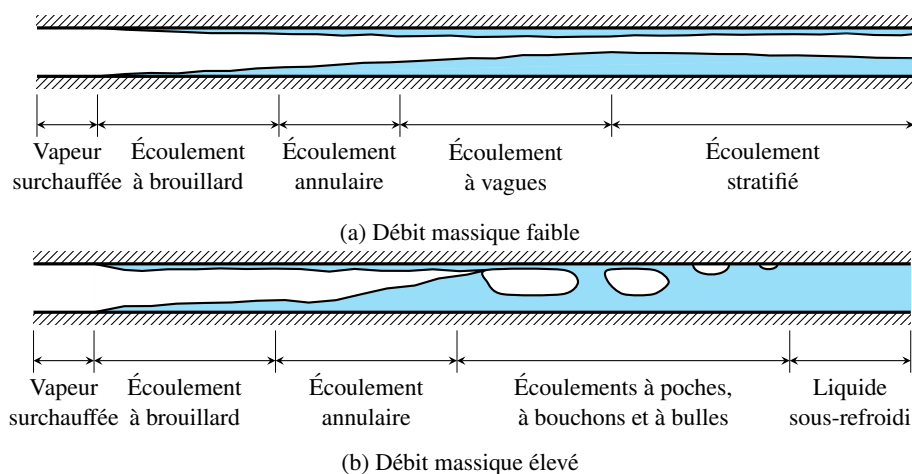 Vapeur Écoulement Écoulement Écoulement Écoulement
surchauffée à brouillard annulaire à vagues stratifié
(a) Débit massique faible
Vapeur Écoulement Écoulement Écoulements à poches, Liquide
surchauffée à brouillard annulaire à bouchons et à bulles sous-refroidi
(b) Débit massique élevé